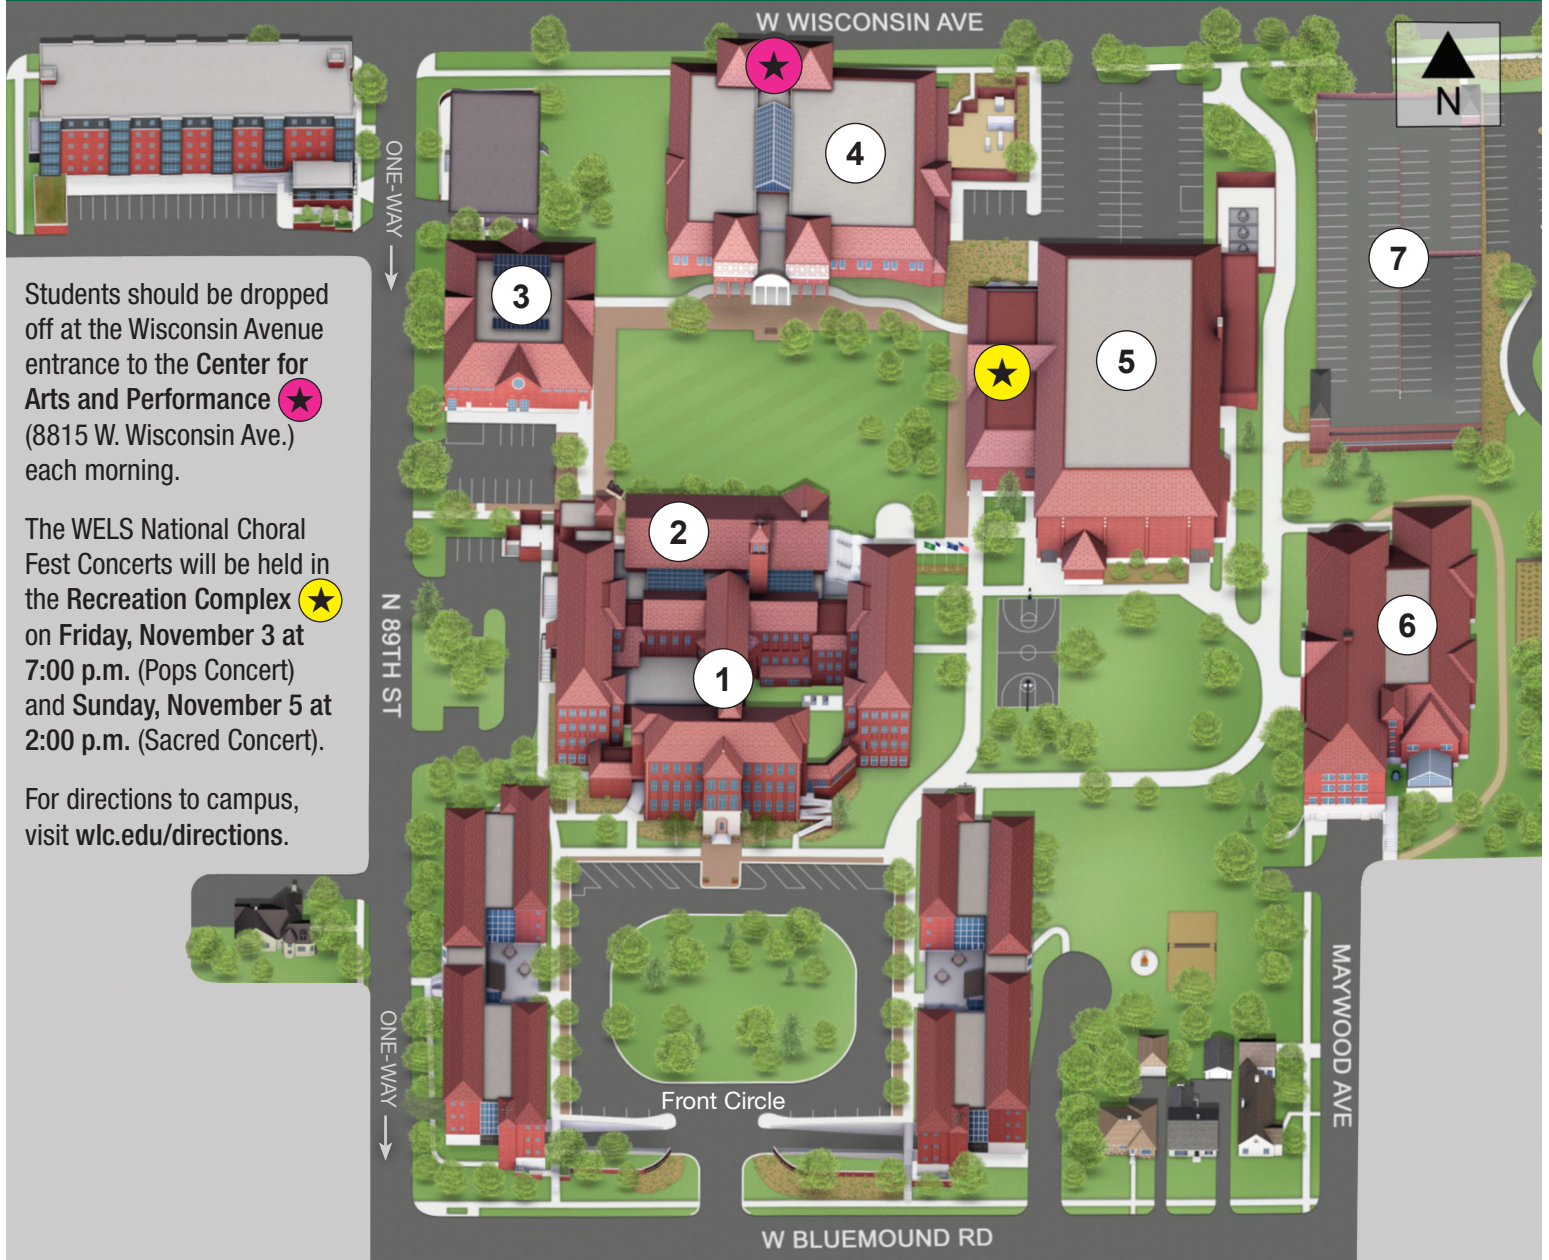 W WISCONSIN AVE
N
ONE-WAY
4
7
3
5
Students should be dropped
off at the Wisconsin Avenue
entrance to the Center for
Arts and Performance
(8815 W. Wisconsin Ave.)
each morning.
The WELS National Choral
Fest Concerts will be held in
the Recreation Complex
on Friday, November 3 at
7:00 p.m. (Pops Concert)
and Sunday, November 5 at
2:00 p.m. (Sacred Concert).
For directions to campus,
visit wlc.edu/directions.
2
N 89TH ST
6
1
MAYWOOD AVE
ONE-WAY
Front Circle
W BLUEMOUND RD